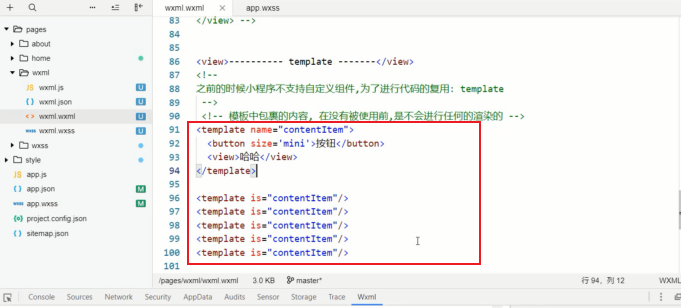 wxml.wxml × app.wxss
pages
about
home
wxml
JS wxml.js U
{ } wxml.json U
<> wxml.wxml U
wxss wxml.wxss U
wxss
style
JS app.js
{ } app.json M
wxss app.wxss M
{o} project.config.json
{ } sitemap.json
83 </view> -->
84
85
86 <view>---------- template -------</view>
87 <!--
88 之前的时候小程序不支持自定义组件,为了进行代码的复用: template
89 -->
90 <!-- 模板中包裹的内容, 在没有被使用前,是不会进行任何的渲染的 -->
91 <template name="contentItem">
92 <button size='mini'>按钮</button>
93 <view>哈哈</view>
94 </template>
95
96 <template is="contentItem"/>
97 <template is="contentItem"/>
98 <template is="contentItem"/>
99 <template is="contentItem"/>
100 <template is="contentItem"/>
101
/pages/wxml/wxml.wxml 3.0 KB master* 行 94, 列 12 WXML
Console Sources Network Security AppData Audits Sensor Storage Trace Wxml